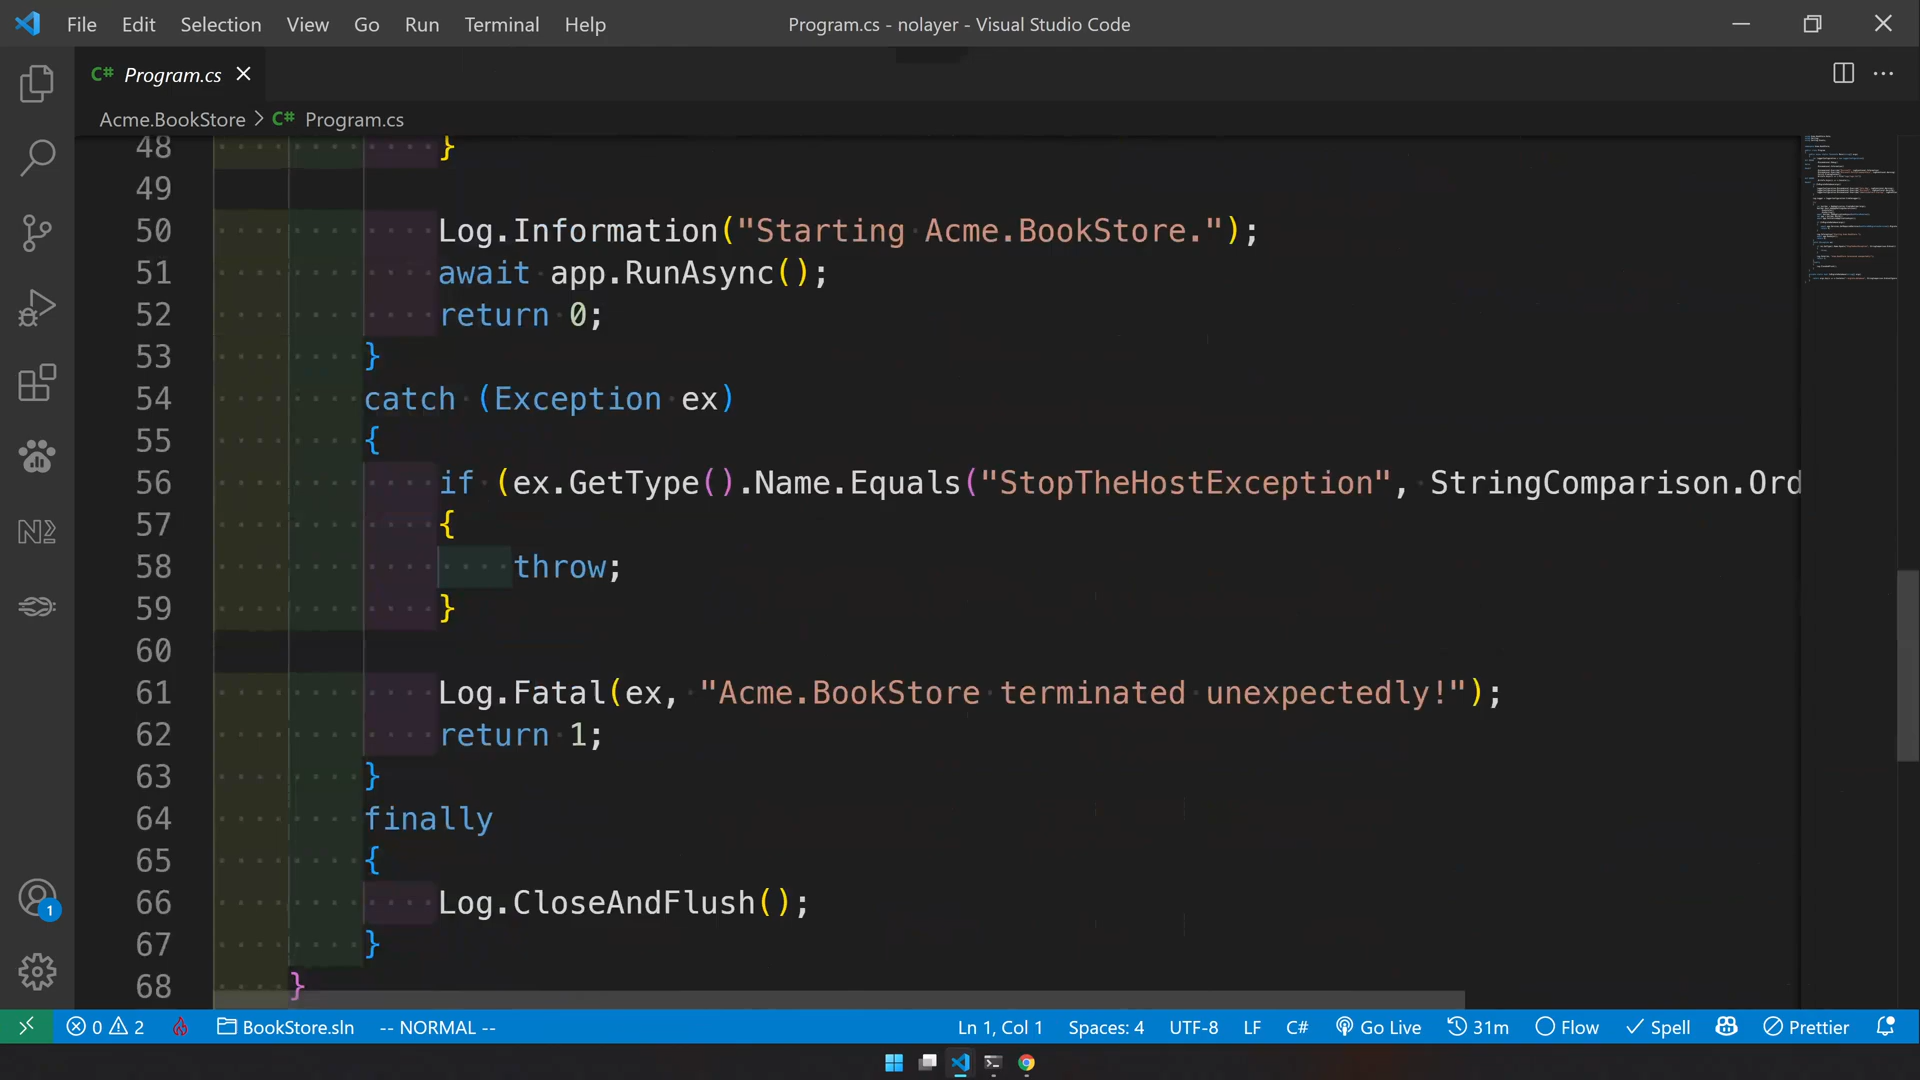 File Edit Selection View Go Run Terminal Help
Program.cs - nolayer - Visual Studio Code
C# Program.cs
Acme.BookStore > C# Program.cs
48 }
49
50 Log.Information("Starting Acme.BookStore.");
51 await app.RunAsync();
52 return 0;
53 }
54 catch (Exception ex)
55 {
56 if (ex.GetType().Name.Equals("StopTheHostException", StringComparison.Ord
57 {
58 throw;
59 }
60
61 Log.Fatal(ex, "Acme.BookStore terminated unexpectedly!");
62 return 1;
63 }
64 finally
65 {
66 Log.CloseAndFlush();
67 }
68 }
1
0 2 BookStore.sln -- NORMAL -- Ln 1, Col 1 Spaces: 4 UTF-8 LF C# Go Live 31m Flow Spell Prettier